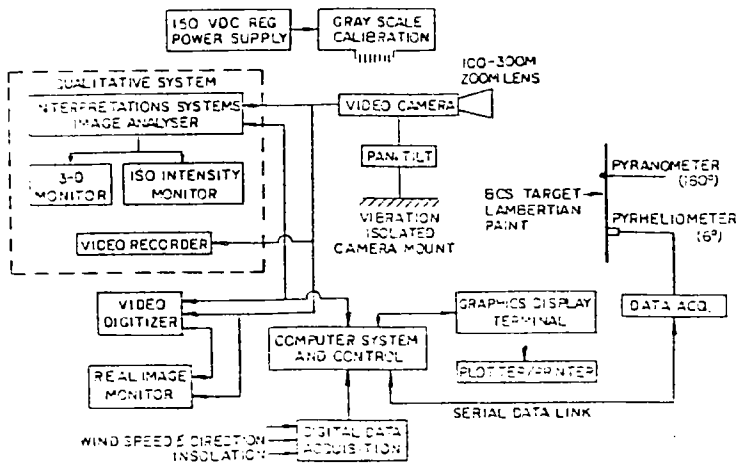 150 VDC REG
POWER SUPPLY
GRAY SCALE
CALIBRATION
100-300M
ZOOM LENS
QUALITATIVE SYSTEM
INTERPRETATIONS SYSTEMS
IMAGE ANALYSER
VIDEO CAMERA
3-D
MONITOR
ISO INTENSITY
MONITOR
PAN/TILT
VIBRATION
ISOLATED
CAMERA MOUNT
BCS TARGET
LAMBERTIAN
PAINT
PYRANOMETER
(180°)
PYRHELIOMETER
(6°)
VIDEO RECORDER
VIDEO
DIGITIZER
GRAPHICS DISPLAY
TERMINAL
DATA ACQ.
COMPUTER SYSTEM
AND CONTROL
REAL IMAGE
MONITOR
PLOTTER/PRINTER
SERIAL DATA LINK
WIND SPEED & DIRECTION
INSOLATION
DIGITAL DATA
ACQUISITION